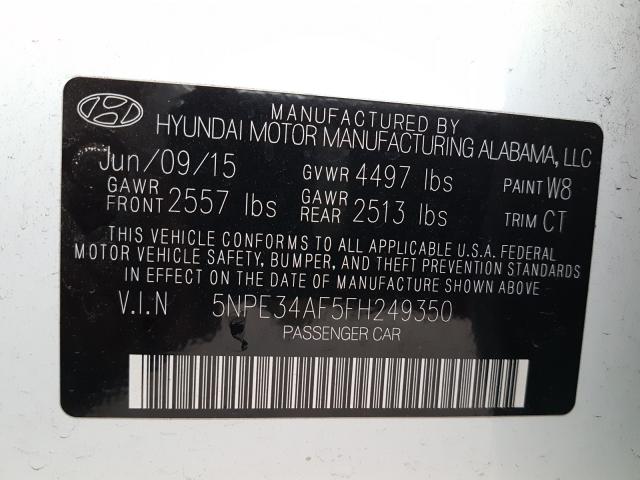 MANUFACTURED BY
HYUNDAI MOTOR MANUFACTURING ALABAMA, LLC
Jun/09/15 GVWR 4497 lbs PAINT W8
GAWR FRONT 2557 lbs GAWR REAR 2513 lbs TRIM CT
THIS VEHICLE CONFORMS TO ALL APPLICABLE U.S.A. FEDERAL
MOTOR VEHICLE SAFETY, BUMPER, AND THEFT PREVENTION STANDARDS
IN EFFECT ON THE DATE OF MANUFACTURE SHOWN ABOVE.
V.I.N 5NPE34AF5FH249350
PASSENGER CAR